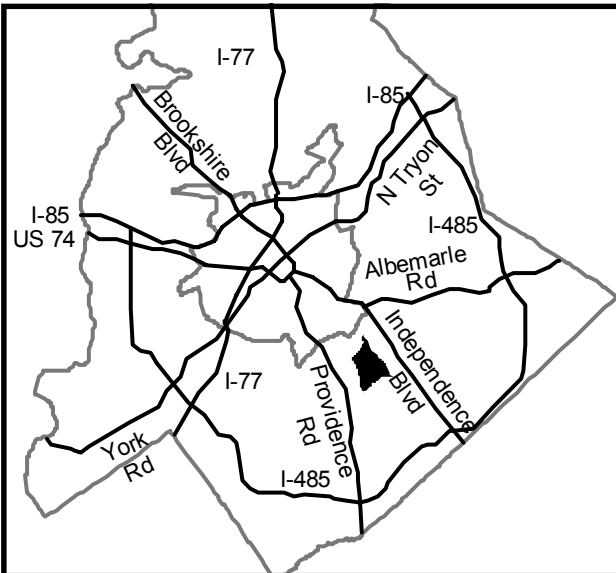 I-77
I-85
Brookshire
Blvd
N Tryon
St
I-85
US 74
I-485
Albemarle
Rd
Independence
Blvd
I-77
Providence
Rd
York
Rd
I-485